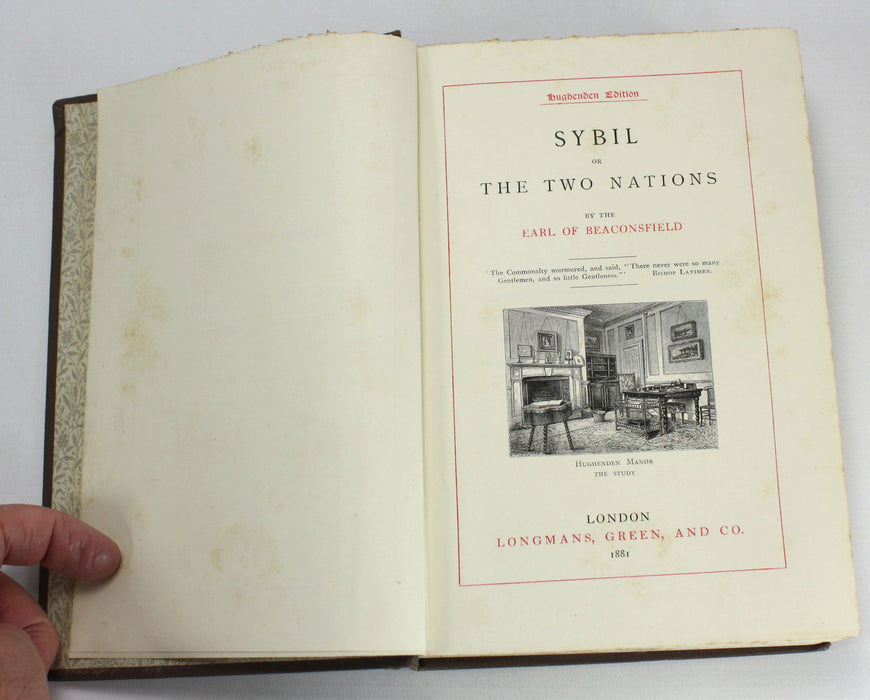 Hughenden Edition
SYBIL
OR
THE TWO NATIONS
BY THE
EARL OF BEACONSFIELD
'The Commonalty murmured, and said, "There never were so many
Gentlemen, and so little Gentleness."' BISHOP LATIMER.
HUGHENDEN MANOR
THE STUDY
LONDON
LONGMANS, GREEN, AND CO.
1881